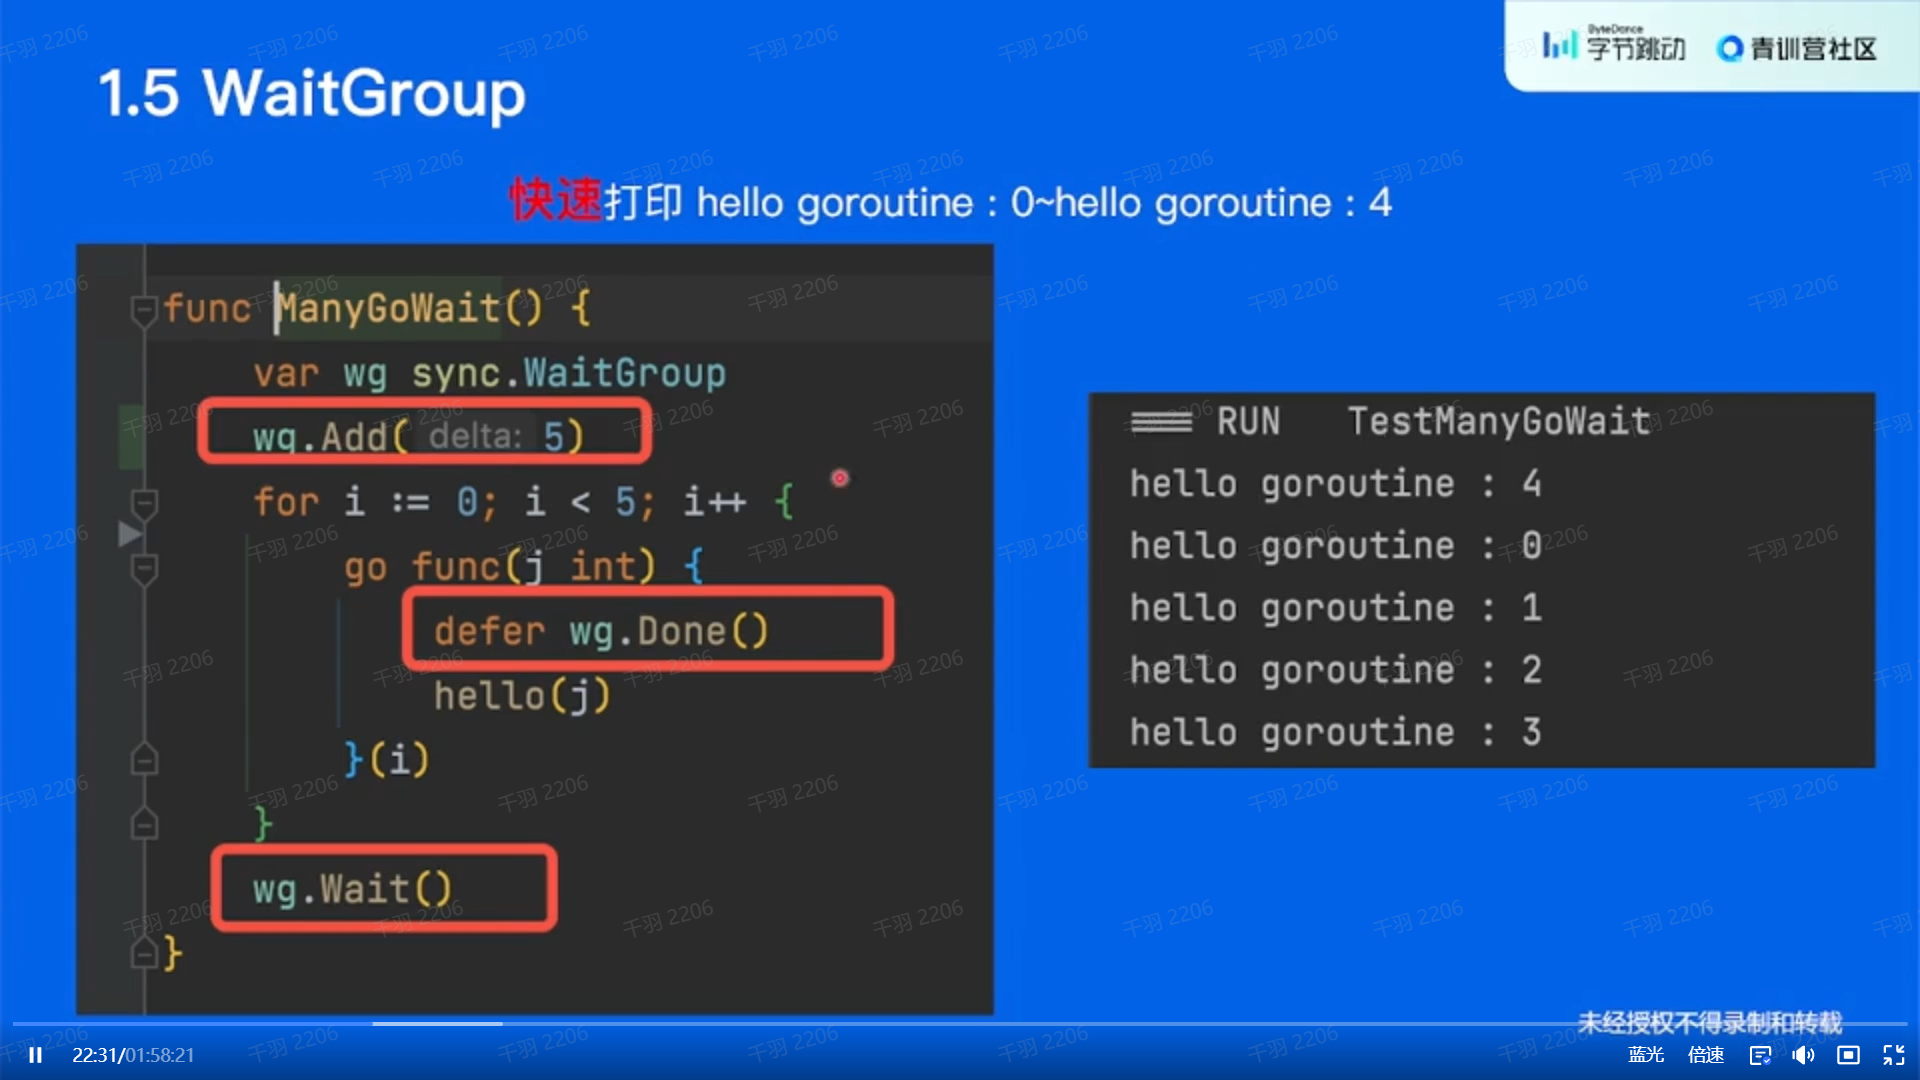 ByteDance
字节跳动 青训营社区
1.5 WaitGroup
快速打印 hello goroutine : 0~hello goroutine : 4
func ManyGoWait() {
var wg sync.WaitGroup
wg.Add( delta: 5)
for i := 0; i < 5; i++ {
go func(j int) {
defer wg.Done()
hello(j)
}(i)
}
wg.Wait()
}
=== RUN TestManyGoWait
hello goroutine : 4
hello goroutine : 0
hello goroutine : 1
hello goroutine : 2
hello goroutine : 3
千羽 2206
未经授权不得录制和转载
22:31/01:58:21
蓝光 倍速